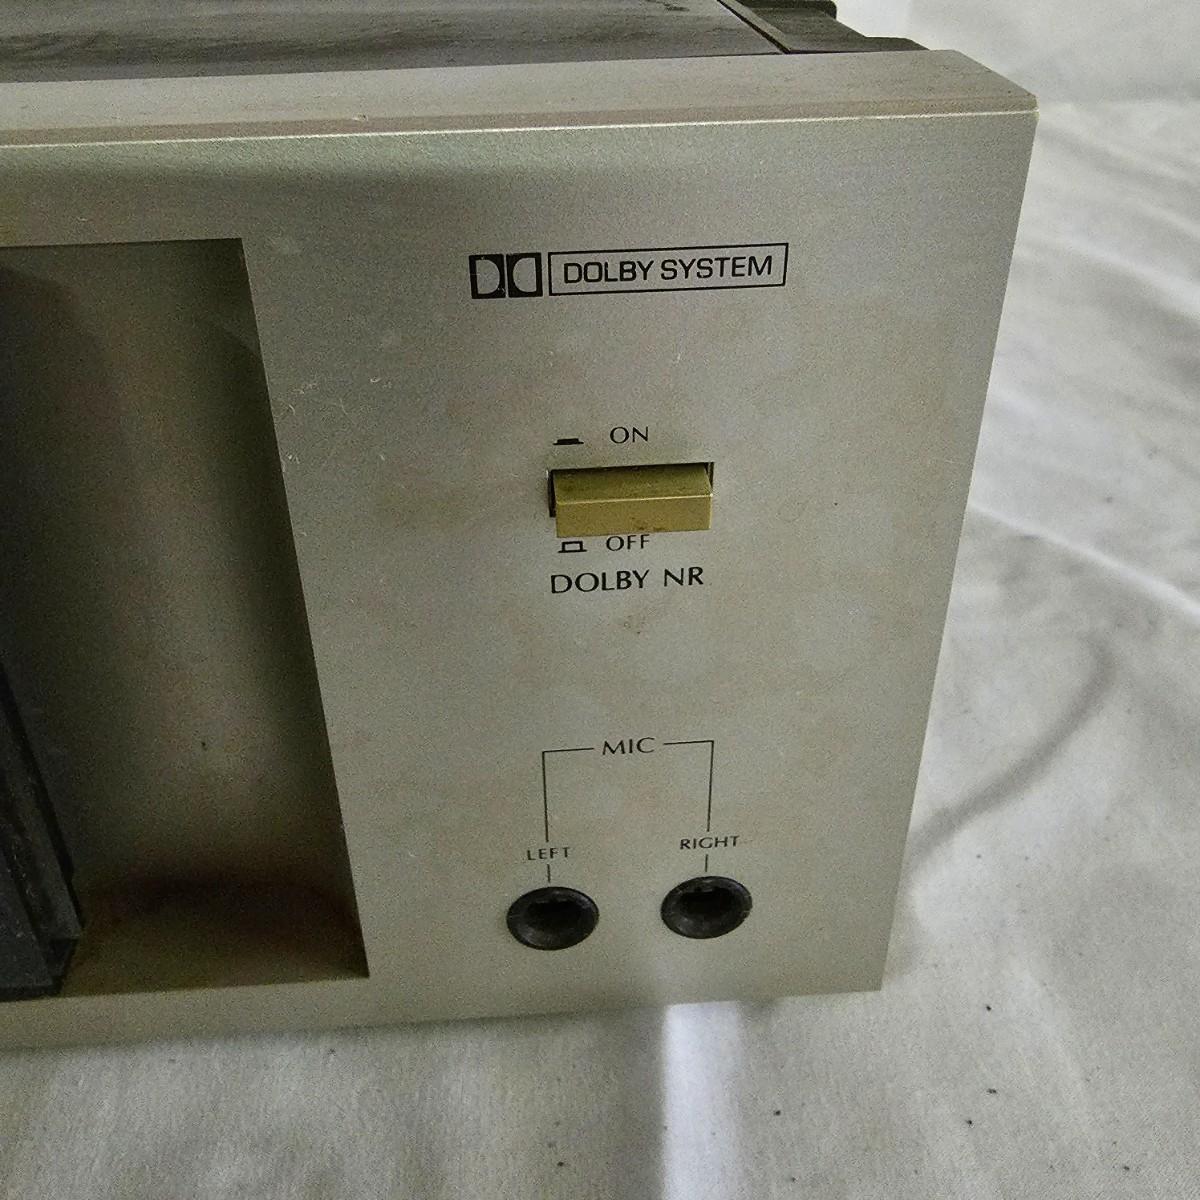 DOLBY SYSTEM
ON
OFF
DOLBY NR
MIC
LEFT
RIGHT